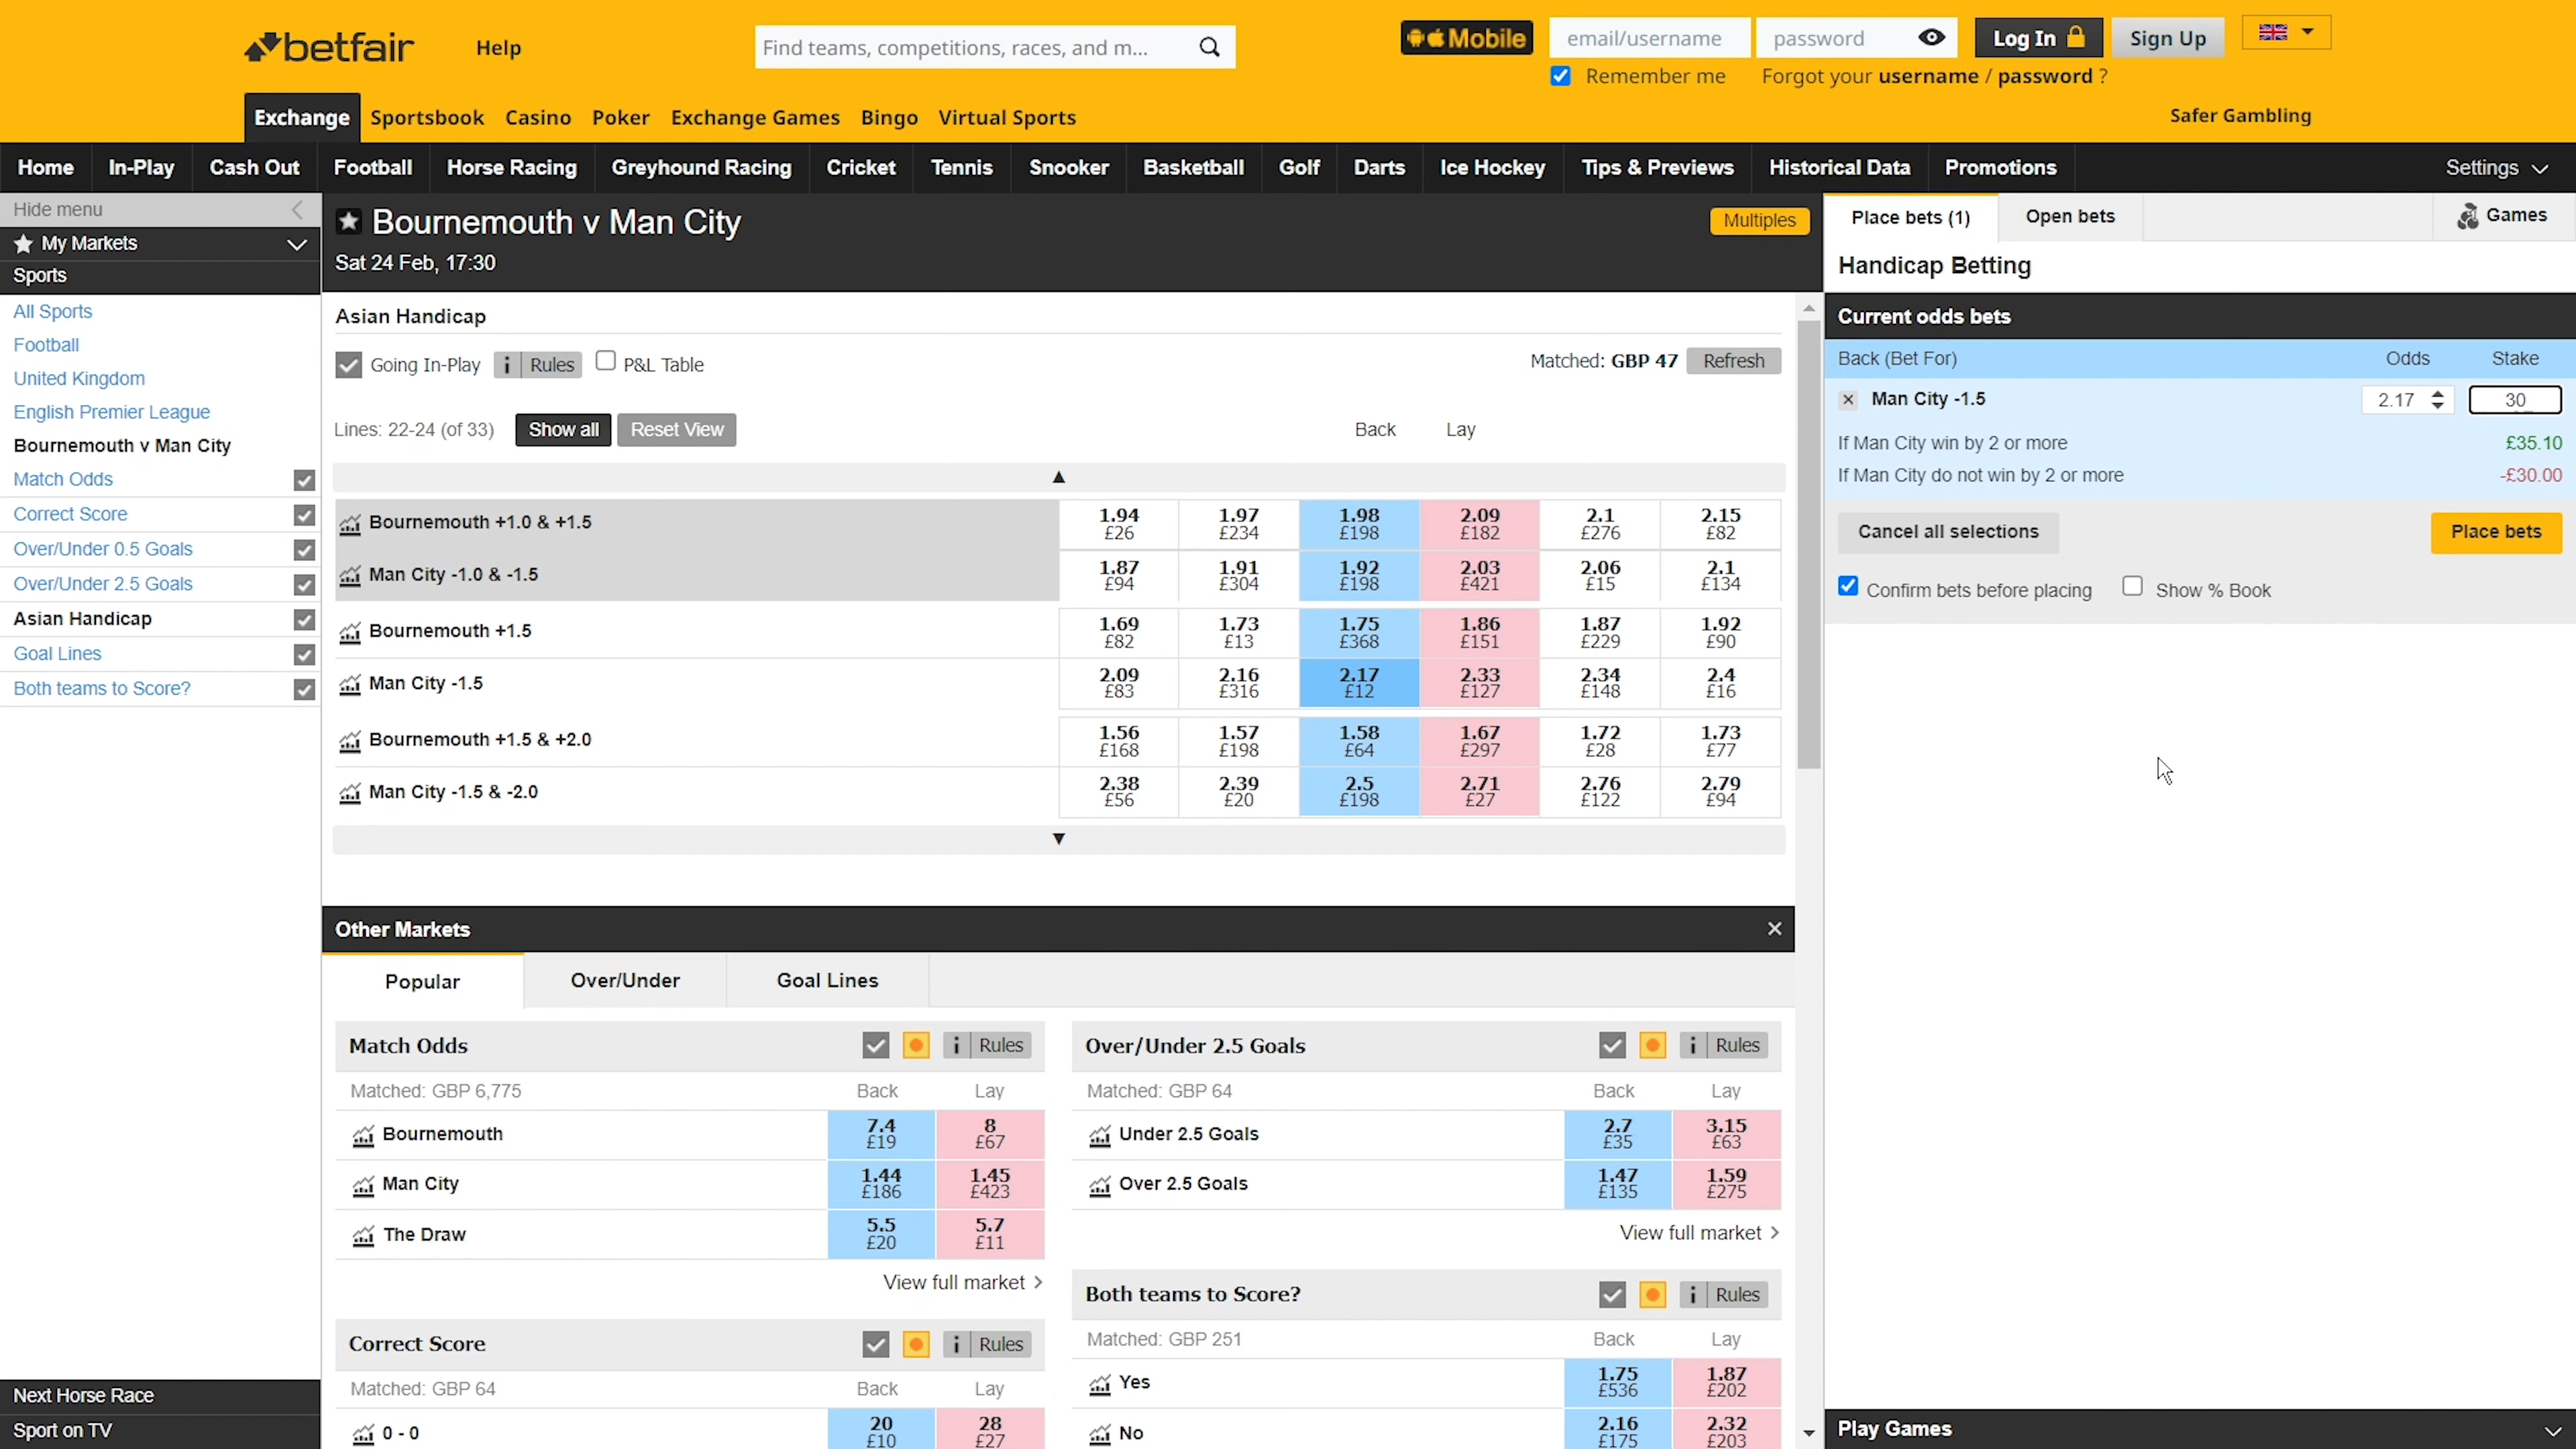 betfair
Help
Find teams, competitions, races, and m...
Mobile
email/username
password
Log In
Sign Up
Remember me
Forgot your username / password ?
Exchange
Sportsbook
Casino
Poker
Exchange Games
Bingo
Virtual Sports
Safer Gambling
Home
In-Play
Cash Out
Football
Horse Racing
Greyhound Racing
Cricket
Tennis
Snooker
Basketball
Golf
Darts
Ice Hockey
Tips & Previews
Historical Data
Promotions
Settings
Hide menu
My Markets
Sports
All Sports
Football
United Kingdom
English Premier League
Bournemouth v Man City
Match Odds
Correct Score
Over/Under 0.5 Goals
Over/Under 2.5 Goals
Asian Handicap
Goal Lines
Both teams to Score?
Next Horse Race
Sport on TV
Bournemouth v Man City
Multiples
Sat 24 Feb, 17:30
Asian Handicap
Going In-Play
i Rules
P&L Table
Matched: GBP 47
Refresh
Lines: 22-24 (of 33)
Show all
Reset View
Back
Lay
Bournemouth +1.0 & +1.5
1.94 1.97 1.98 2.09 2.1 2.15
£26 £234 £198 £182 £276 £82
Man City -1.0 & -1.5
1.87 1.91 1.92 2.03 2.06 2.1
£94 £304 £198 £421 £15 £134
Bournemouth +1.5
1.69 1.73 1.75 1.86 1.87 1.92
£82 £13 £368 £151 £229 £90
Man City -1.5
2.09 2.16 2.17 2.33 2.34 2.4
£83 £316 £12 £127 £148 £16
Bournemouth +1.5 & +2.0
1.56 1.57 1.58 1.67 1.72 1.73
£168 £198 £64 £297 £28 £77
Man City -1.5 & -2.0
2.38 2.39 2.5 2.71 2.76 2.79
£56 £20 £198 £27 £122 £94
Other Markets
Popular
Over/Under
Goal Lines
Match Odds
i Rules
Matched: GBP 6,775
Back Lay
Bournemouth
7.4 8
£19 £67
Man City
1.44 1.45
£186 £423
The Draw
5.5 5.7
£20 £11
View full market
Correct Score
i Rules
Matched: GBP 64
Back Lay
0 - 0
20 28
£10 £27
Over/Under 2.5 Goals
i Rules
Matched: GBP 64
Back Lay
Under 2.5 Goals
2.7 3.15
£35 £63
Over 2.5 Goals
1.47 1.59
£135 £275
View full market
Both teams to Score?
i Rules
Matched: GBP 251
Back Lay
Yes
1.75 1.87
£536 £202
No
2.16 2.32
£175 £203
Place bets (1)
Open bets
Games
Handicap Betting
Current odds bets
Back (Bet For) Odds Stake
Man City -1.5 2.17 30
If Man City win by 2 or more £35.10
If Man City do not win by 2 or more -£30.00
Cancel all selections
Place bets
Confirm bets before placing
Show % Book
Play Games